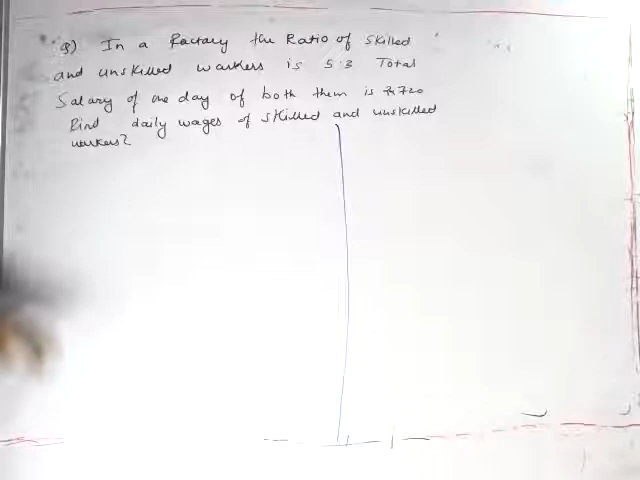 Q) In a factory the Ratio of skilled
and unskilled workers is 5:3 Total
Salary of one day of both them is ₹720
Find daily wages of skilled and unskilled
workers?